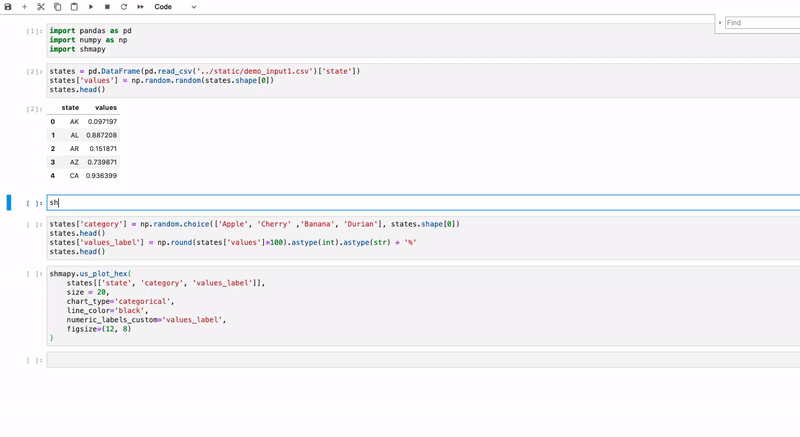 Code
Find
[1]:
import pandas as pd
import numpy as np
import shmapy
[2]:
states = pd.DataFrame(pd.read_csv('../static/demo_input1.csv')['state'])
states['values'] = np.random.random(states.shape[0])
states.head()
[2]:
state values
0 AK 0.097197
1 AL 0.887208
2 AR 0.151871
3 AZ 0.739871
4 CA 0.936399
[ ]:
sh
[ ]:
states['category'] = np.random.choice(['Apple', 'Cherry' ,'Banana', 'Durian'], states.shape[0])
states.head()
states['values_label'] = np.round(states['values']*100).astype(int).astype(str) + '%'
states.head()
[ ]:
shmapy.us_plot_hex(
states[['state', 'category', 'values_label']],
size = 20,
chart_type='categorical',
line_color='black',
numeric_labels_custom='values_label',
figsize=(12, 8)
)
[ ]: